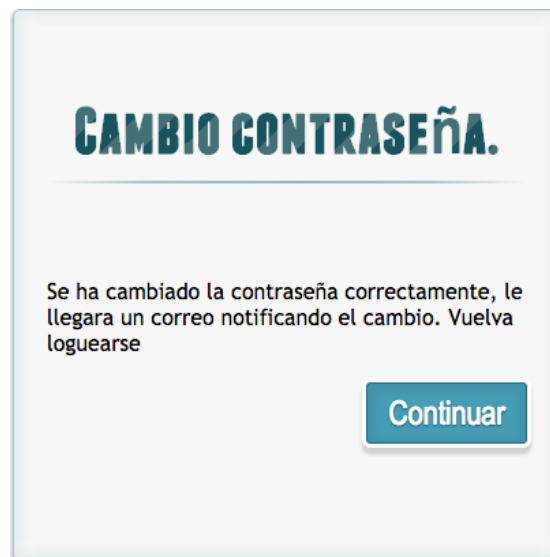 Cambio contraseña.
Se ha cambiado la contraseña correctamente, le
llegara un correo notificando el cambio. Vuelva
loguearse
Continuar